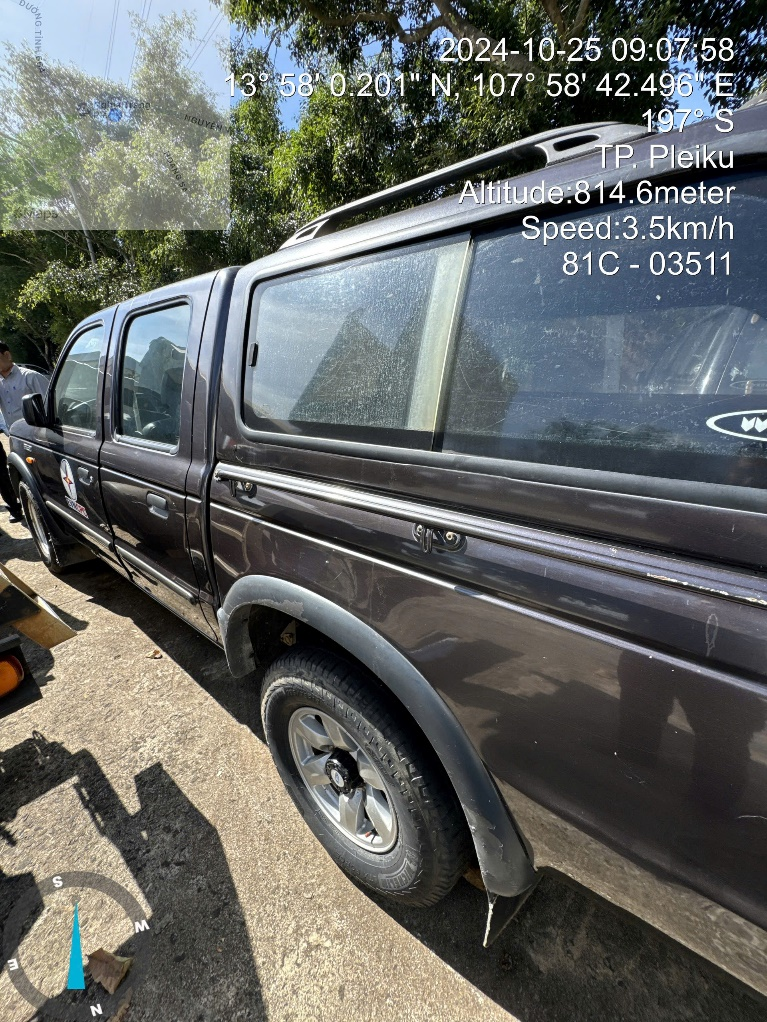 2024-10-25 09:07:58
13° 58' 0.201" N, 107° 58' 42.496" E
197° S
TP. Pleiku
Altitude:814.6meter
Speed:3.5km/h
81C - 03511
S
W
E
N